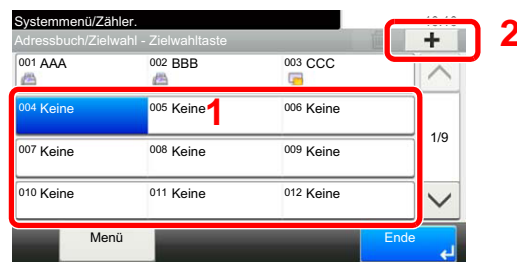 Systemmenü/Zähler.
Adressbuch/Zielwahl - Zielwahltaste
+ 2
001 AAA 002 BBB 003 CCC
004 Keine 005 Keine 1 006 Keine
1/9
007 Keine 008 Keine 009 Keine
010 Keine 011 Keine 012 Keine
Menü Ende